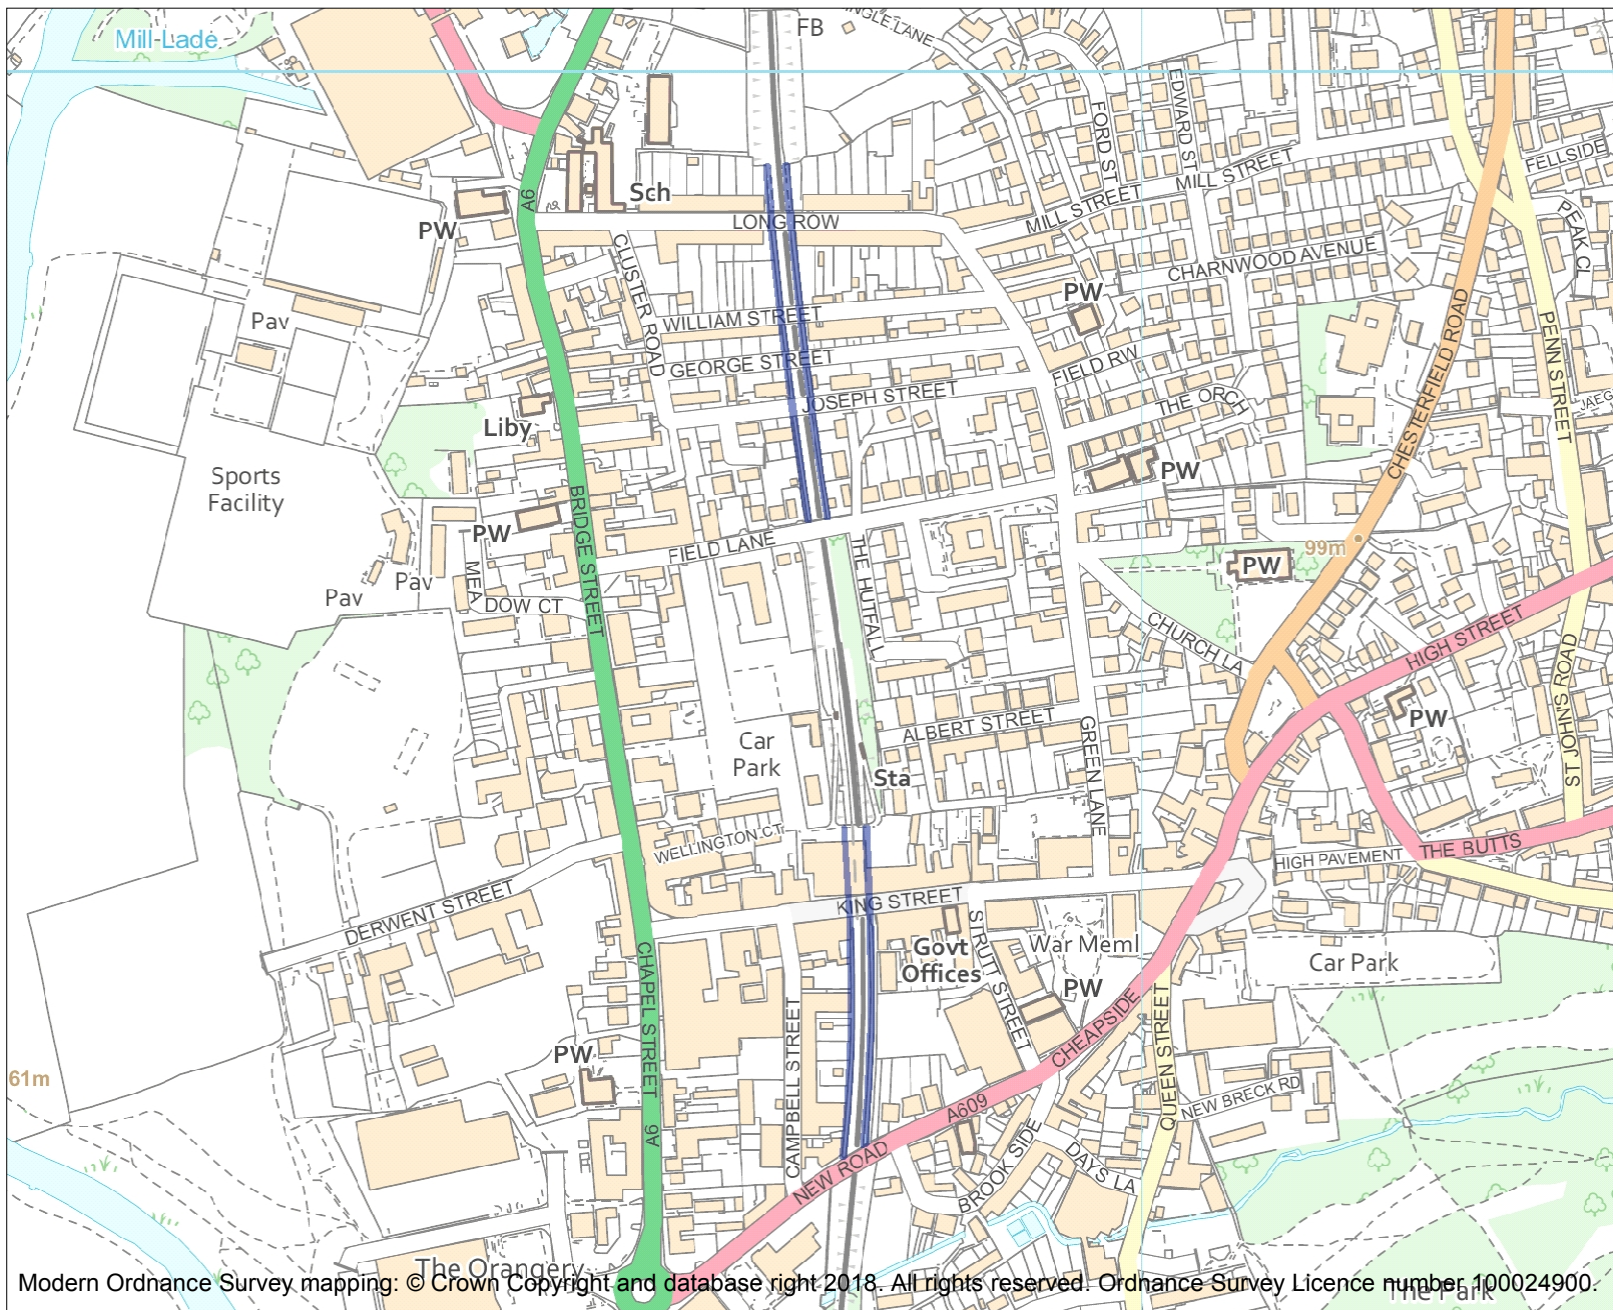 Mill Lade
FB
INGLE LANE
FORD ST
EDWARD ST
MILL STREET
MILL STREET
FELLSIDE
PEAK CL
A6
Sch
PW
LONG ROW
CLUSTER ROAD
CHARNWOOD AVENUE
PW
Pav
WILLIAM STREET
GEORGE STREET
JOSEPH STREET
FIELD RW
THE ORCH
CHESTERFIELD ROAD
PENN STREET
JAEG
Liby
PW
Sports
Facility
BRIDGE STREET
PW
FIELD LANE
THE HUTFALL
99m
PW
MEA
DOW CT
Pav
Pav
CHURCH LA
HIGH STREET
ST JOHN'S ROAD
PW
ALBERT STREET
GREEN LANE
Car
Park
Sta
WELLINGTON CT
HIGH PAVEMENT
THE BUTTS
DERWENT STREET
KING STREET
STRUTT STREET
Govt
Offices
War Meml
Car Park
PW
CHAPEL STREET
CAMPBELL STREET
CHEAPSIDE
QUEEN STREET
PW
61m
NEW BRECK RD
A609
A6
NEW ROAD
BROOK SIDE
DAYS LA
The Orangery
The Park
Modern Ordnance Survey mapping: © Crown Copyright and database right 2018. All rights reserved. Ordnance Survey Licence number 100024900.